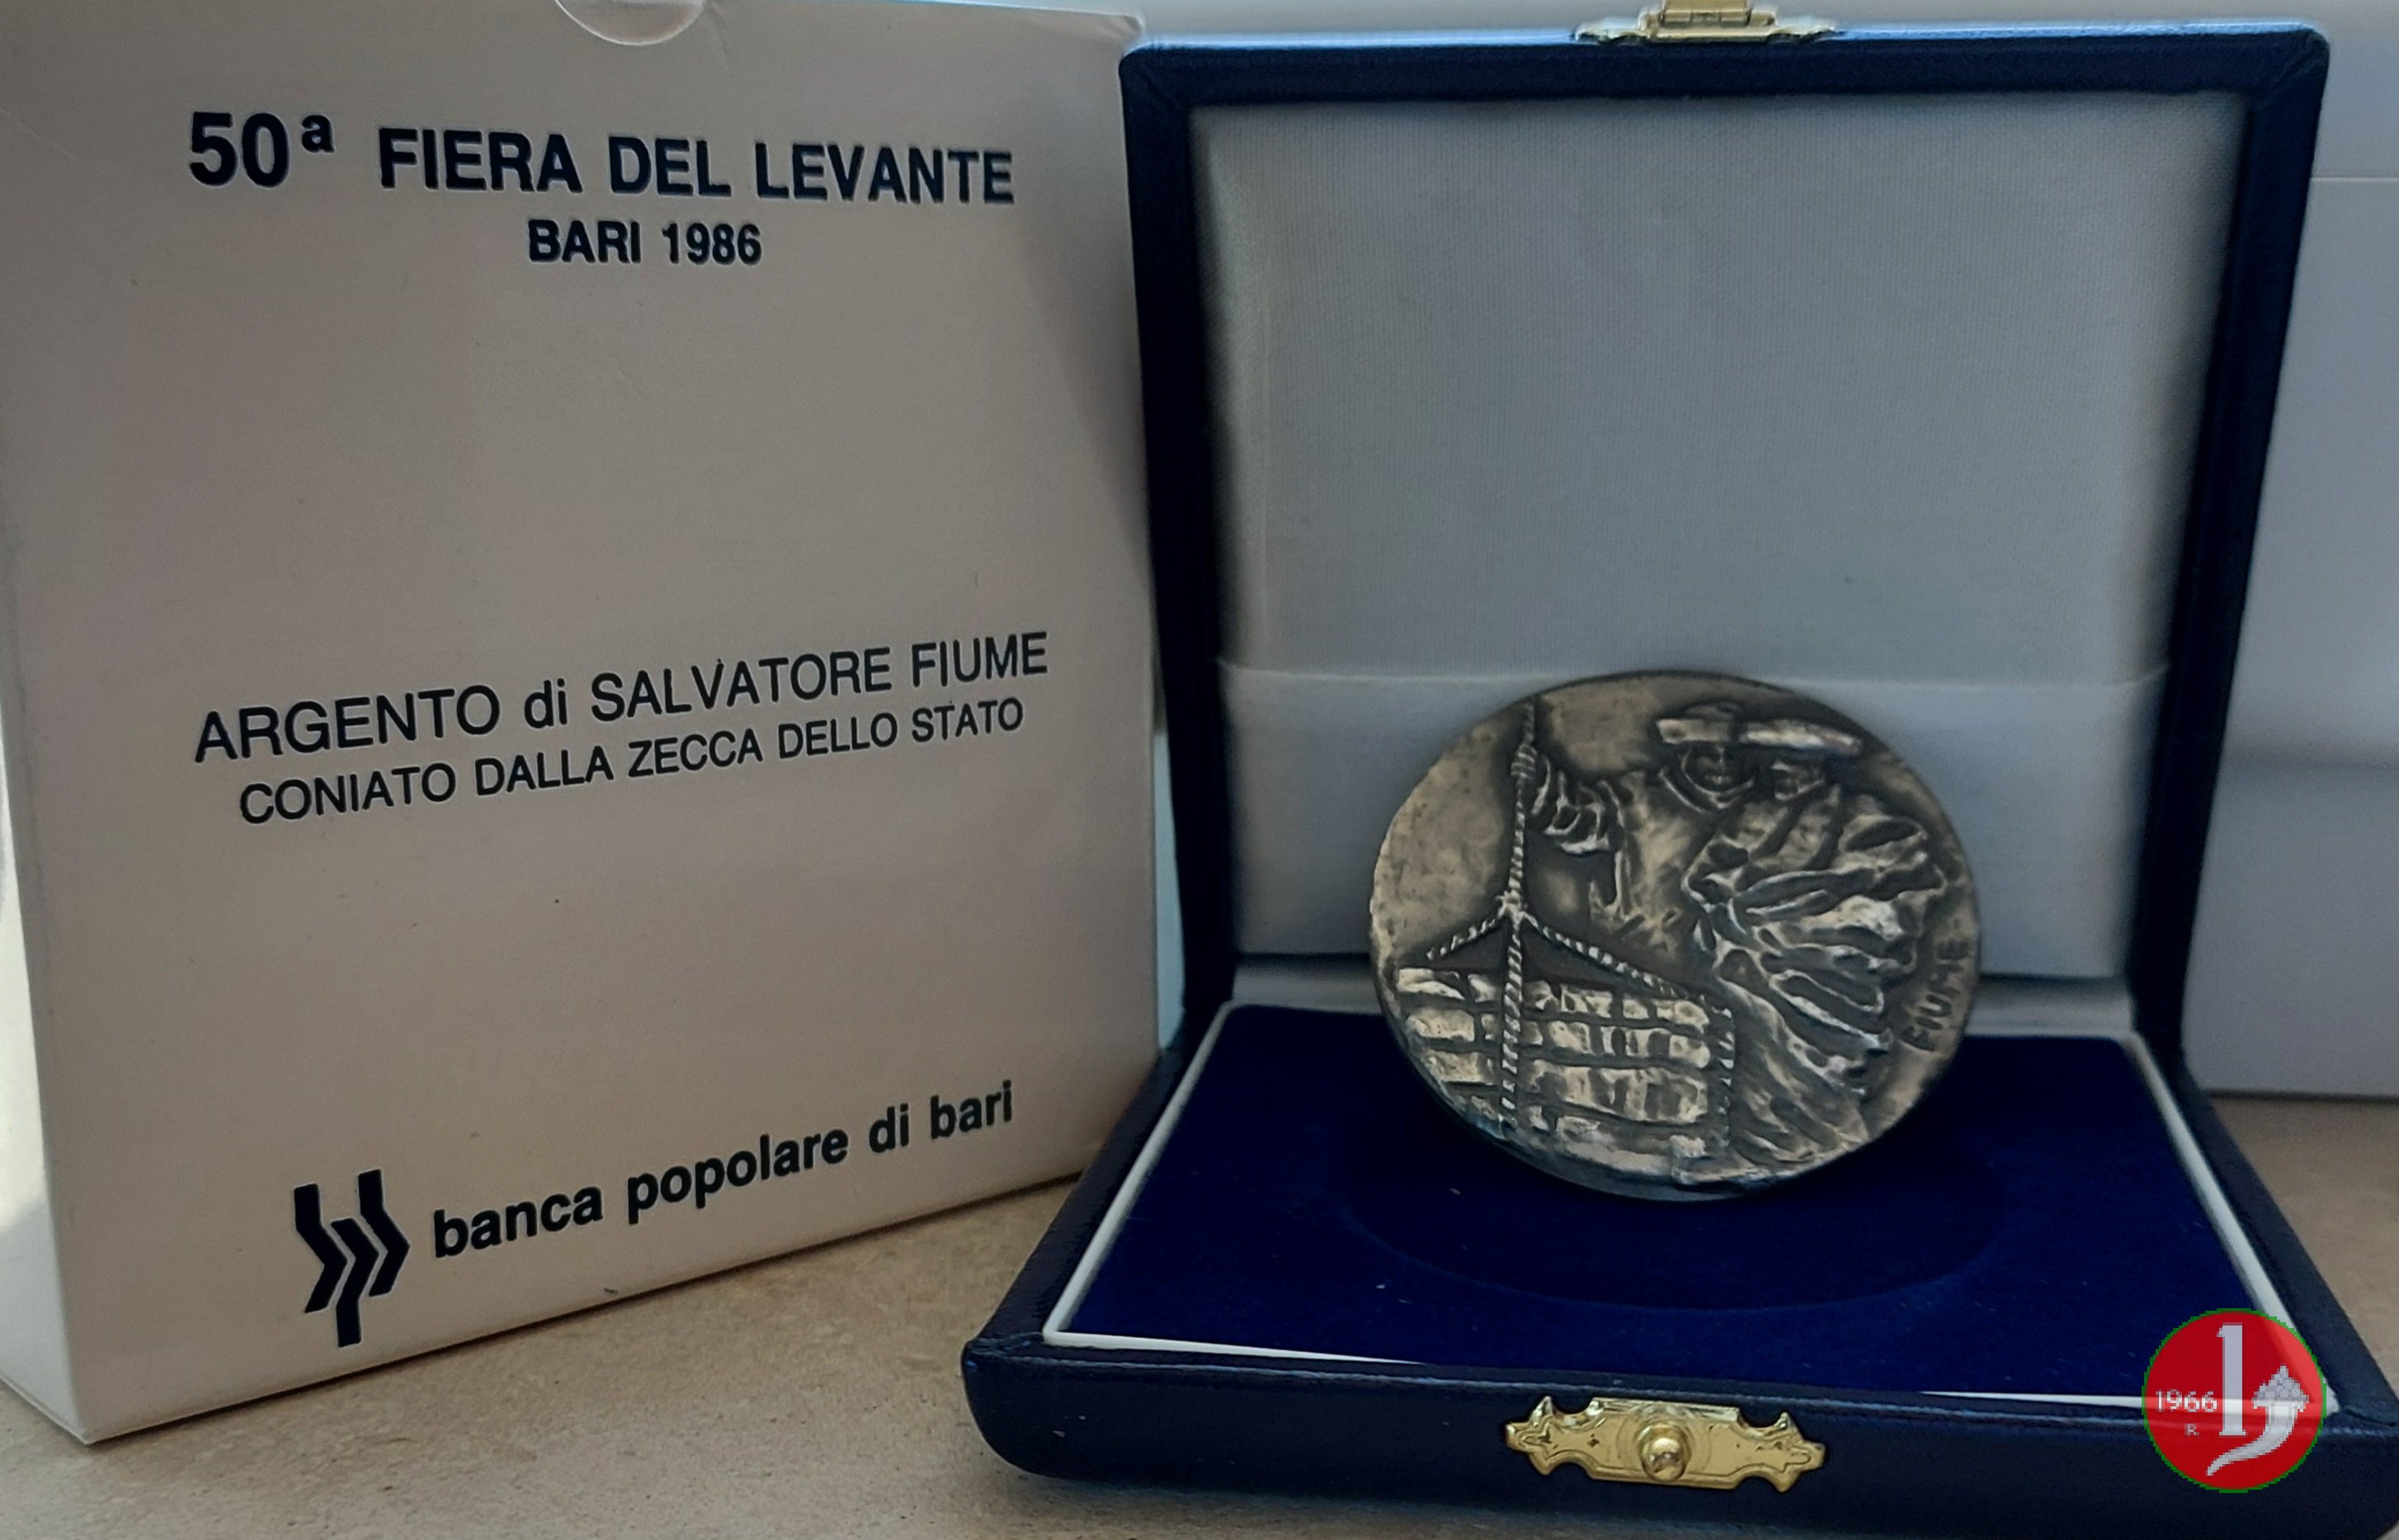 50ª FIERA DEL LEVANTE
BARI 1986
ARGENTO di SALVATORE FIUME
CONIATO DALLA ZECCA DELLO STATO
banca popolare di bari
FIUME
1966
R